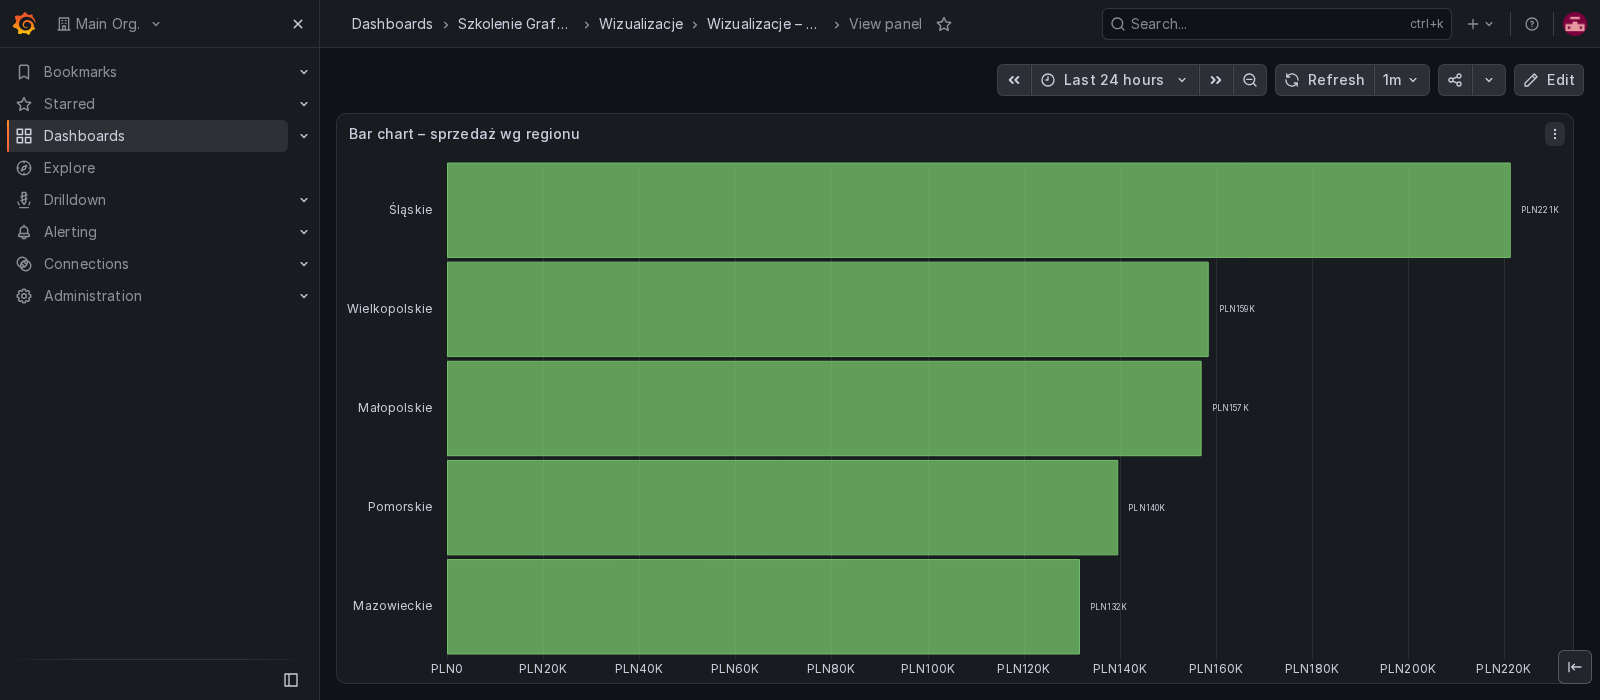 Main Org.
Dashboards
Szkolenie Graf...
Wizualizacje
Wizualizacje – ...
View panel
Search...
ctrl+k
Bookmarks
Starred
Dashboards
Explore
Drilldown
Alerting
Connections
Administration
Last 24 hours
Refresh
1m
Edit
Bar chart – sprzedaż wg regionu
Śląskie
PLN221K
Wielkopolskie
PLN159K
Małopolskie
PLN157K
Pomorskie
PLN140K
Mazowieckie
PLN132K
PLN0 PLN20K PLN40K PLN60K PLN80K PLN100K PLN120K PLN140K PLN160K PLN180K PLN200K PLN220K